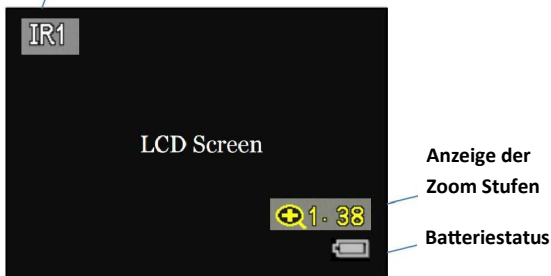 IR1
LCD Screen
Anzeige der
Zoom Stufen
1.38
Batteriestatus